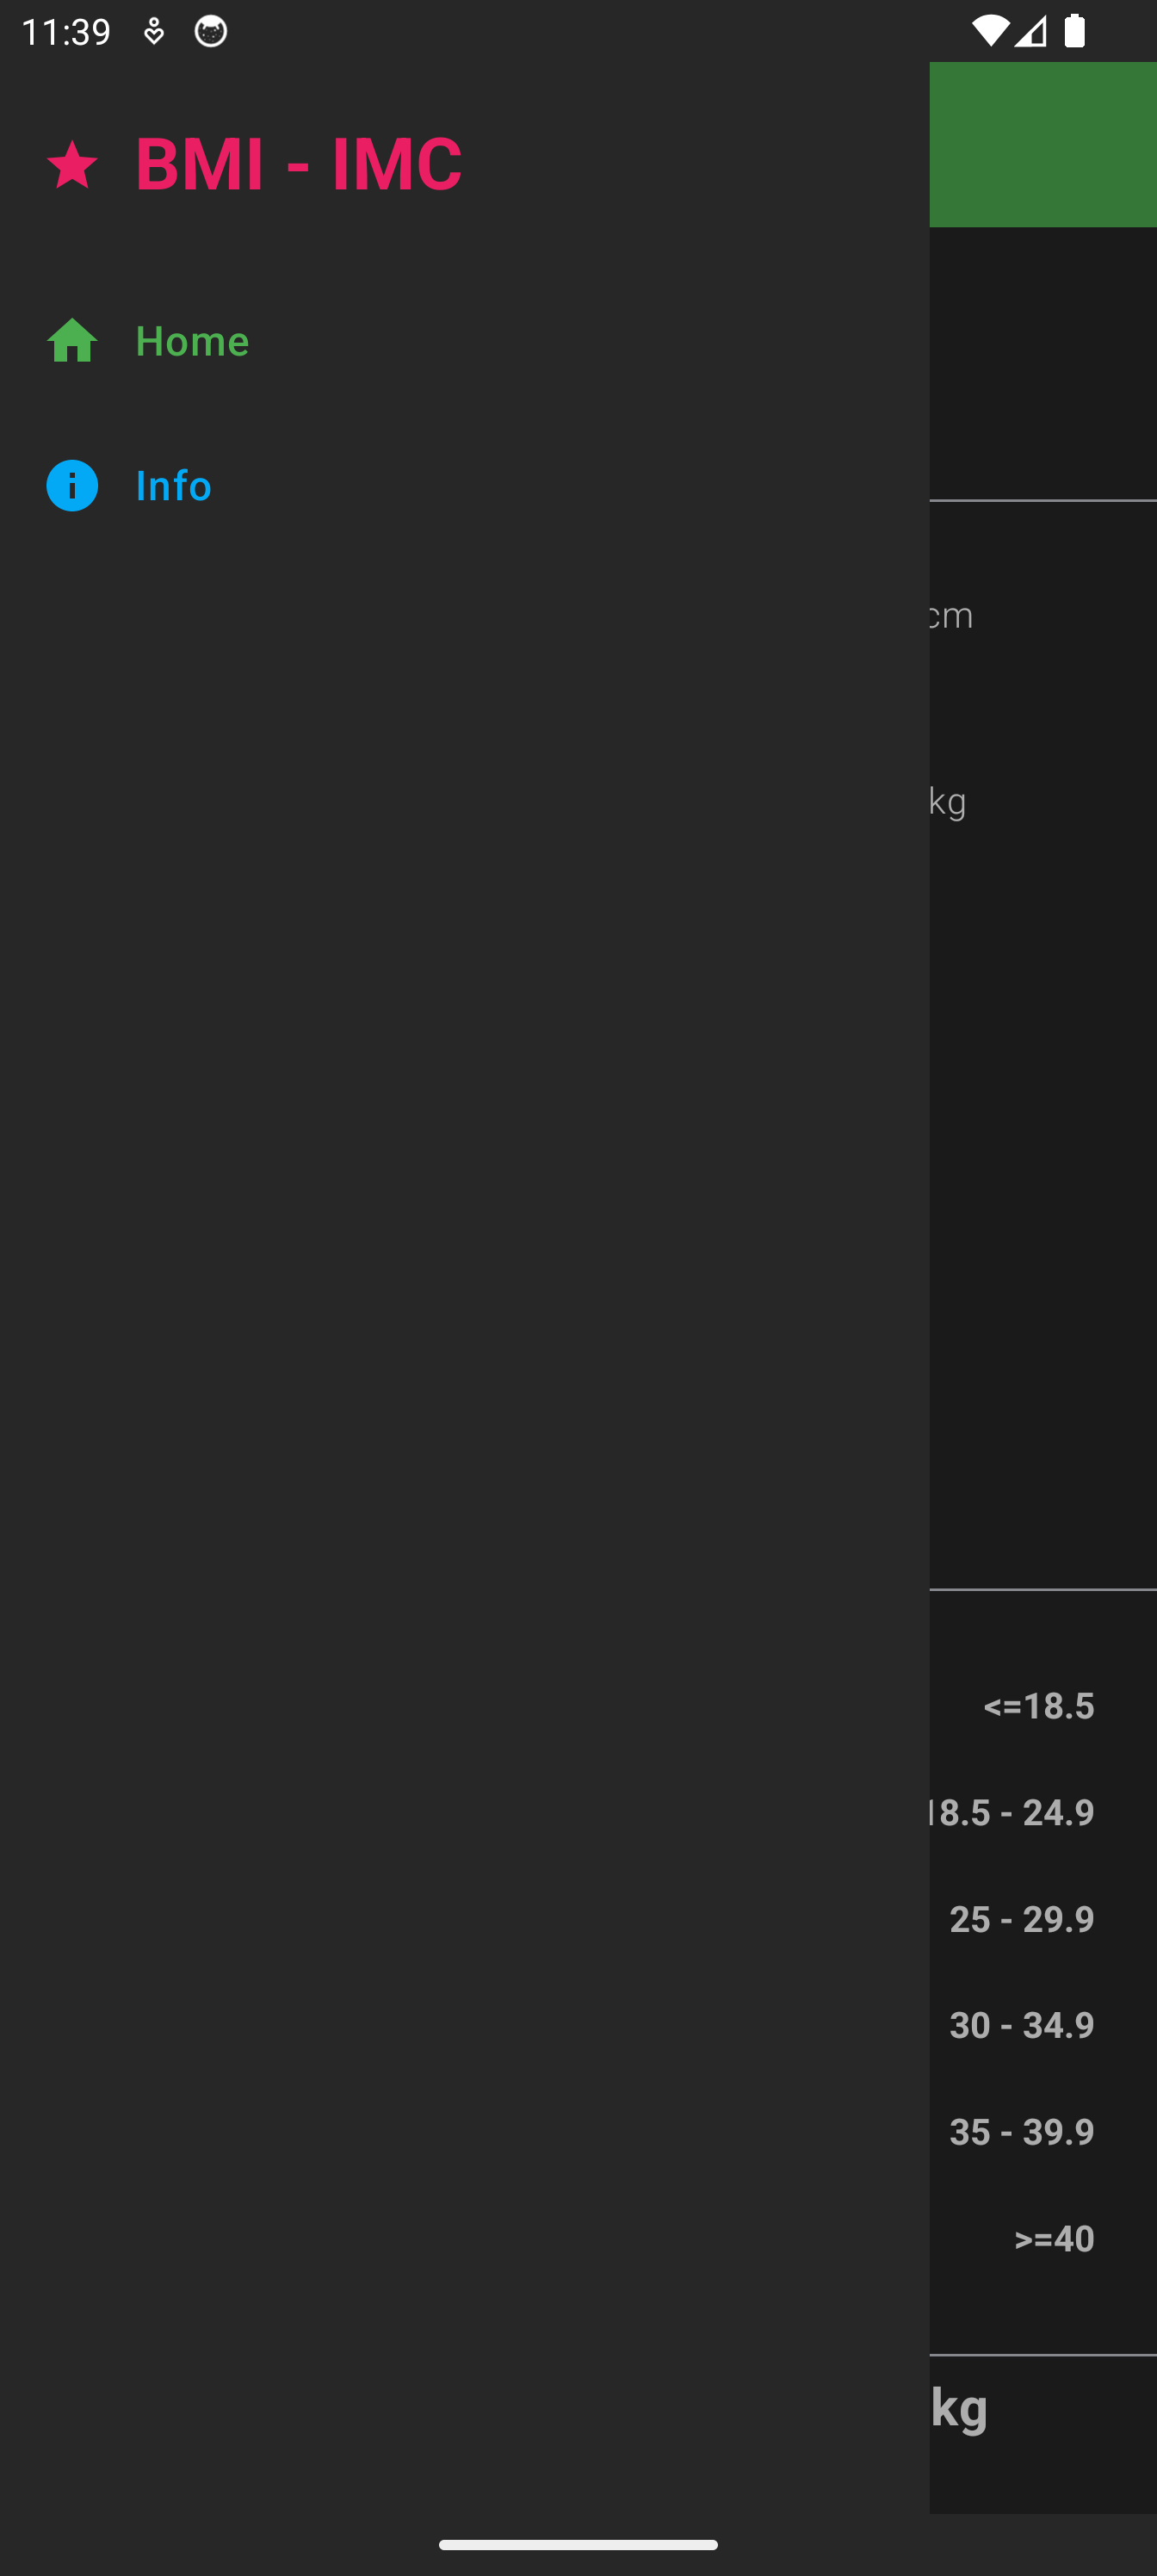 11:39
BMI - IMC
Home
Info
cm
kg
<=18.5
18.5 - 24.9
25 - 29.9
30 - 34.9
35 - 39.9
>=40
kg